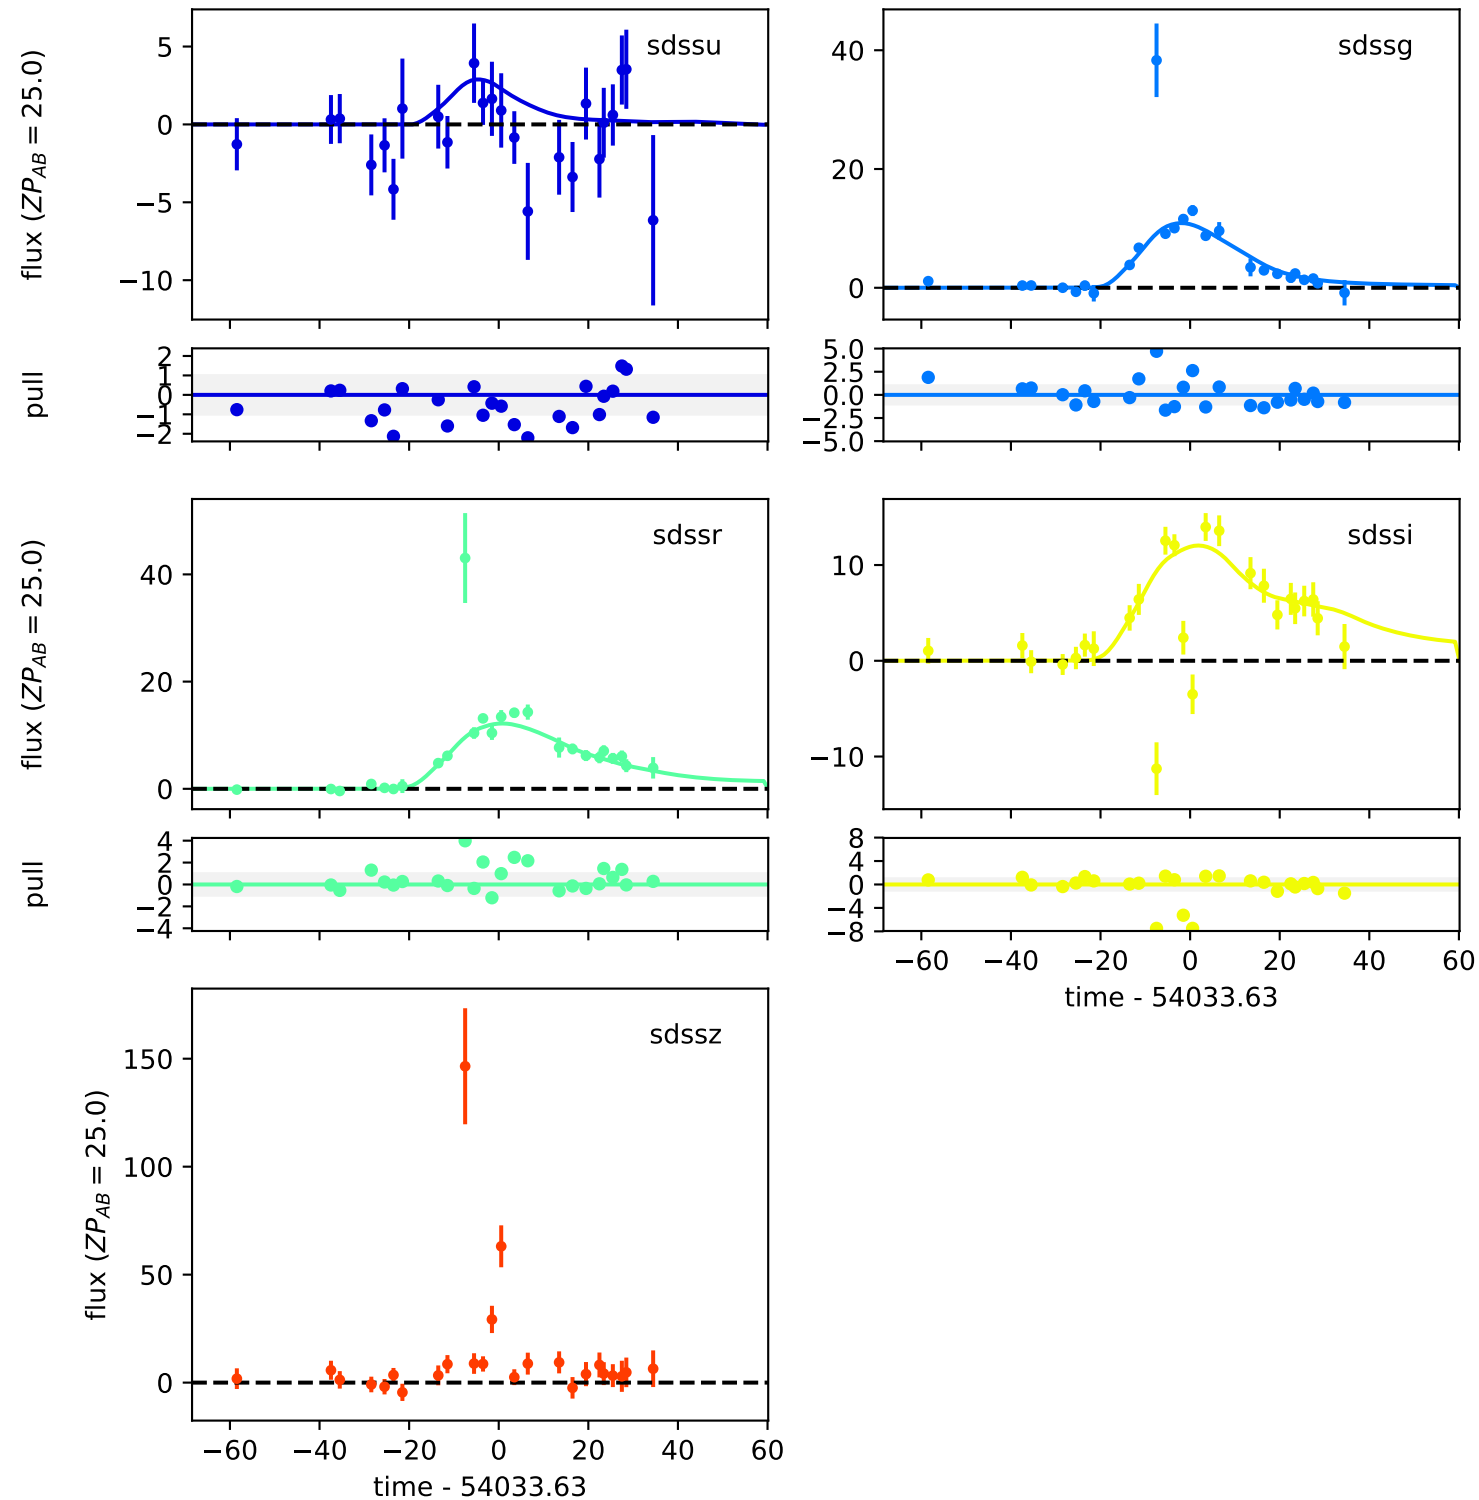 flux (ZP_AB = 25.0)
5
0
−5
−10
sdssu
40
20
0
sdssg
pull
2
1
0
−1
−2
5.0
2.5
0.0
−2.5
−5.0
flux (ZP_AB = 25.0)
40
20
0
sdssr
10
0
−10
sdssi
pull
4
2
0
−2
−4
8
4
0
−4
−8
−60 −40 −20 0 20 40 60
time - 54033.63
flux (ZP_AB = 25.0)
150
100
50
0
sdssz
−60 −40 −20 0 20 40 60
time - 54033.63